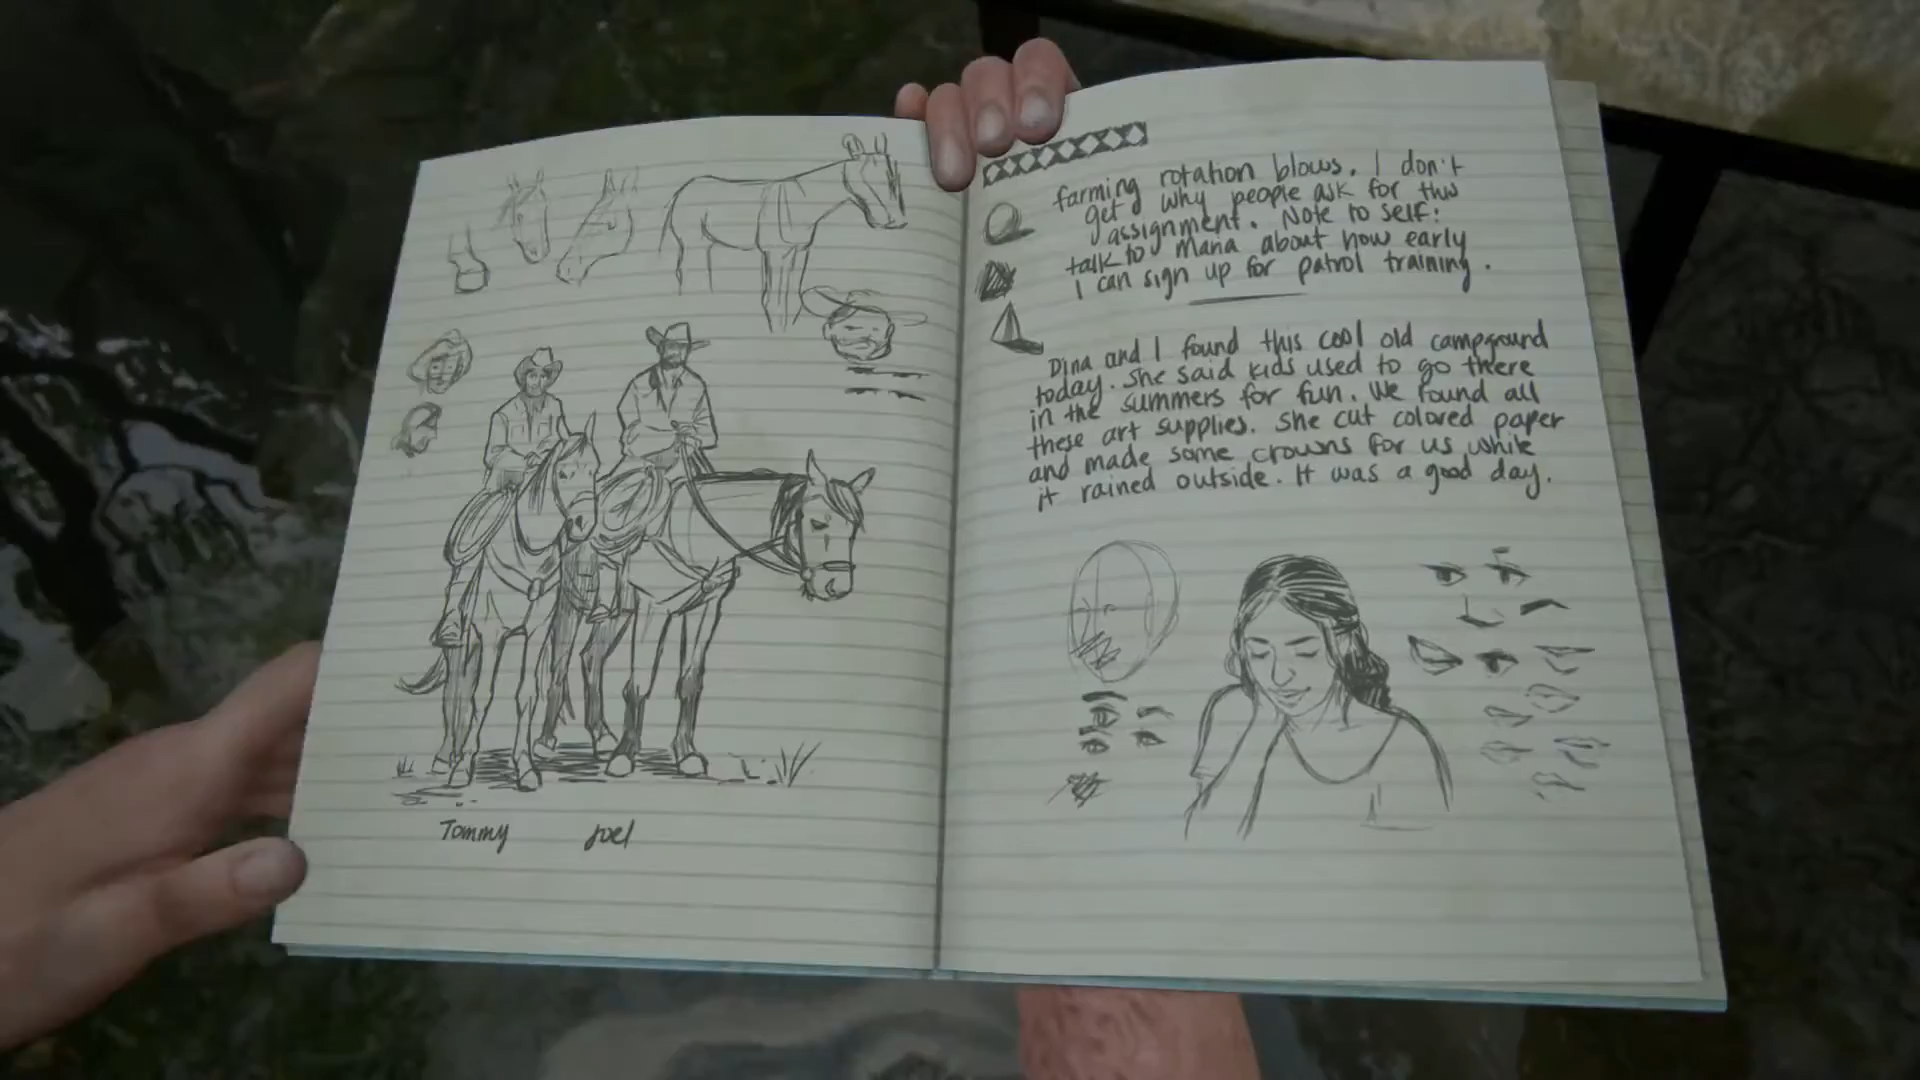 Tommy
Joel
farming rotation blows. I don't
get why people ask for this
assignment. Note to self:
talk to Maria about how early
I can sign up for patrol training.
Dina and I found this cool old campground
today. She said kids used to go there
in the summers for fun. We found all
these art supplies. She cut colored paper
and made some crowns for us while
it rained outside. It was a good day.